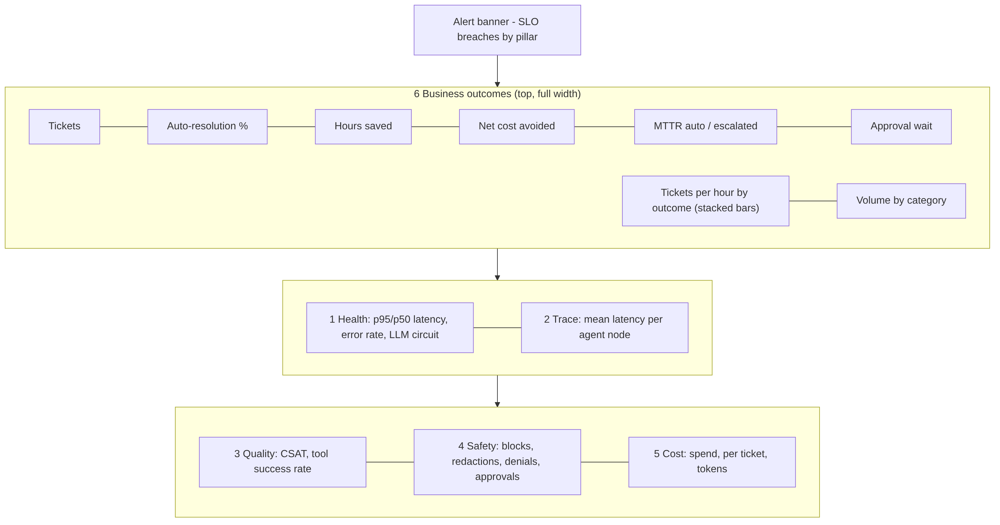 Alert banner - SLO
breaches by pillar
6 Business outcomes (top, full width)
Tickets
Auto-resolution %
Hours saved
Net cost avoided
MTTR auto / escalated
Approval wait
Tickets per hour by
outcome (stacked bars)
Volume by category
1 Health: p95/p50 latency,
error rate, LLM circuit
2 Trace: mean latency per
agent node
3 Quality: CSAT, tool
success rate
4 Safety: blocks,
redactions, denials,
approvals
5 Cost: spend, per ticket,
tokens